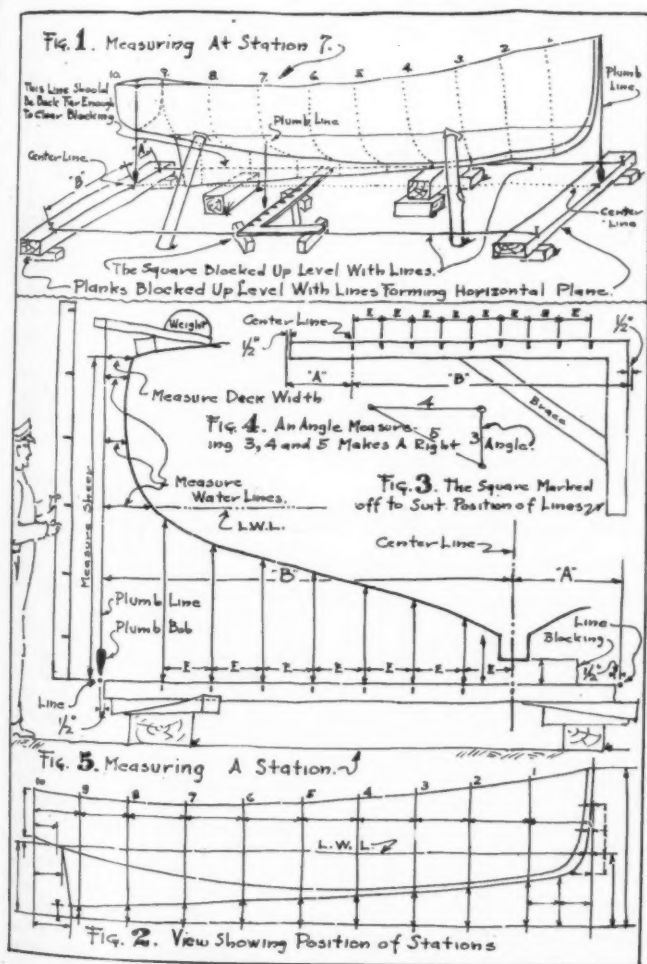 Fig. 1. Measuring At Station 7.
10 9 8 7 6 5 4 3 2 1
This Line Should
Be Back Far Enough
To Clear Blocking
Plumb Line
Plumb
Line
Center Line
"A"
"B"
Center
Line
The Square Blocked Up Level With Lines.
Planks Blocked Up Level With Lines Forming Horizontal Plane.
Weight
Center Line
1/2"
1/2"
"A"
"B"
Measure Deck Width
Brace
Fig. 4. An Angle Measur-
ing 3, 4 and 5 Makes A Right Angle.
4
5
3
Measure
Water Lines.
Fig. 3. The Square Marked
off to Suit Position of Lines
L.W.L.
Measure Sheer
Center Line
"B"
"A"
Plumb Line
Plumb Bob
Line
Blocking
Line
1/2"
1/2"
Fig. 5. Measuring A Station.
10 9 8 7 6 5 4 3 2 1
L.W.L.
Fig. 2. View Showing Position of Stations